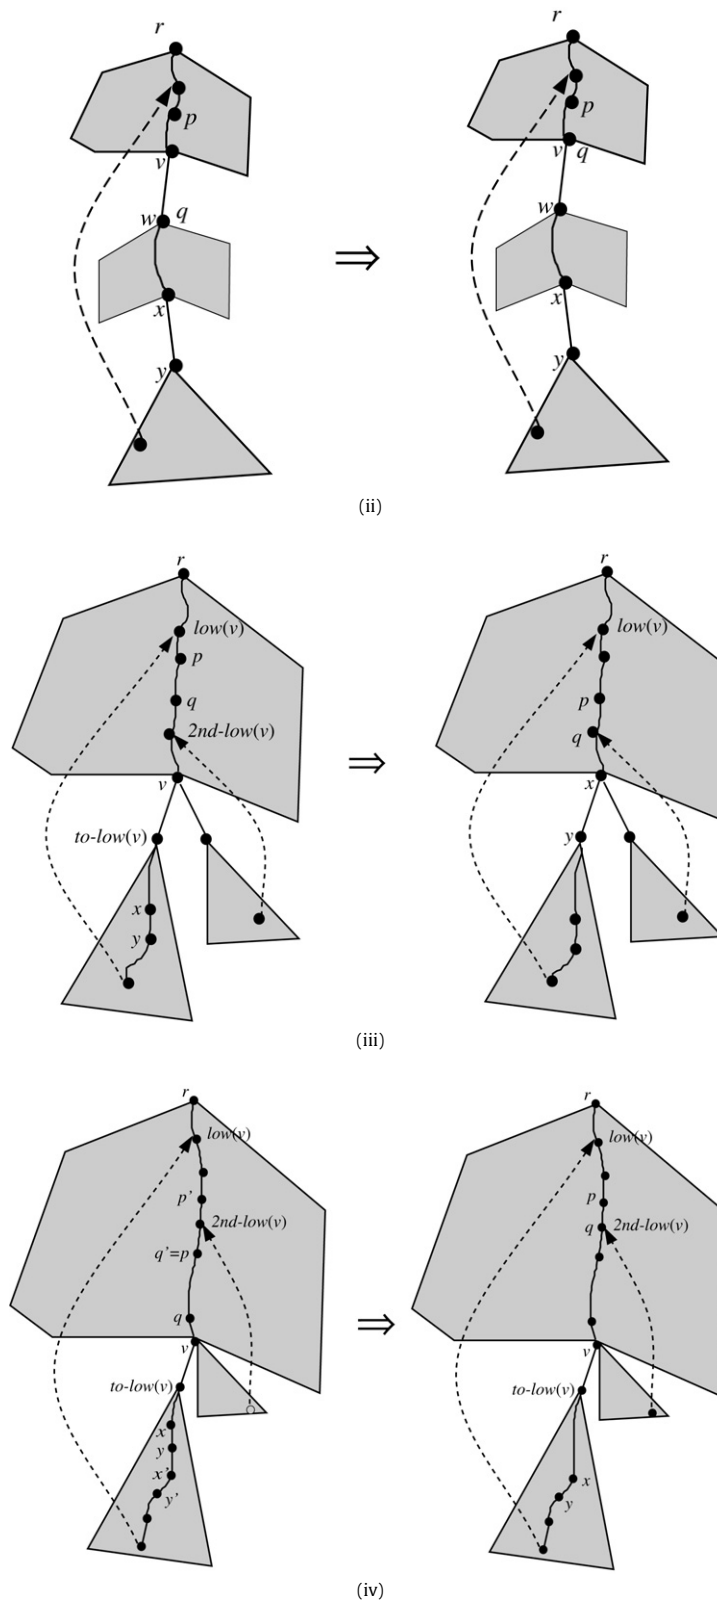 r r
p p
v v q
w q w
⇒
x x
y y
(ii)
r r
low(v) low(v)
p
q p
2nd-low(v) q
⇒
v x
to-low(v) y
x
y
(iii)
r r
low(v) low(v)
p' p
2nd-low(v) q 2nd-low(v)
q'=p
q
⇒
v v
to-low(v) to-low(v)
x
y
x' x
y' y
(iv)